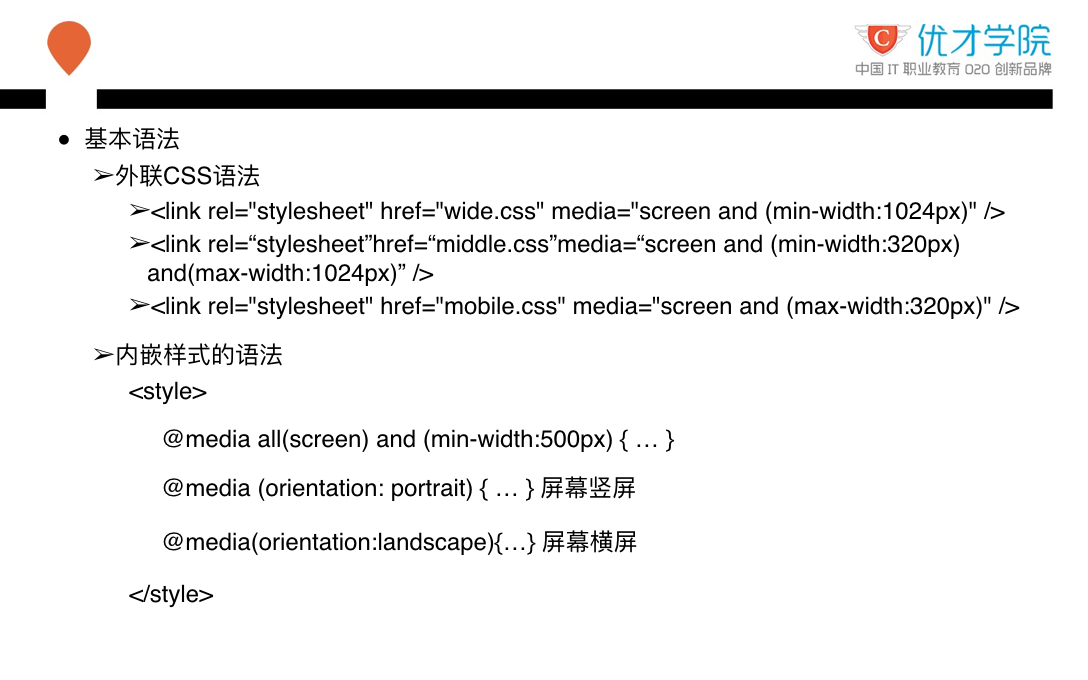 优才学院
中国 IT 职业教育 O2O 创新品牌
● 基本语法
➢外联CSS语法
➢<link rel="stylesheet" href="wide.css" media="screen and (min-width:1024px)" />
➢<link rel=“stylesheet”href=“middle.css”media=“screen and (min-width:320px)
and(max-width:1024px)” />
➢<link rel="stylesheet" href="mobile.css" media="screen and (max-width:320px)" />
➢内嵌样式的语法
<style>
@media all(screen) and (min-width:500px) { … }
@media (orientation: portrait) { … } 屏幕竖屏
@media(orientation:landscape){…} 屏幕横屏
</style>